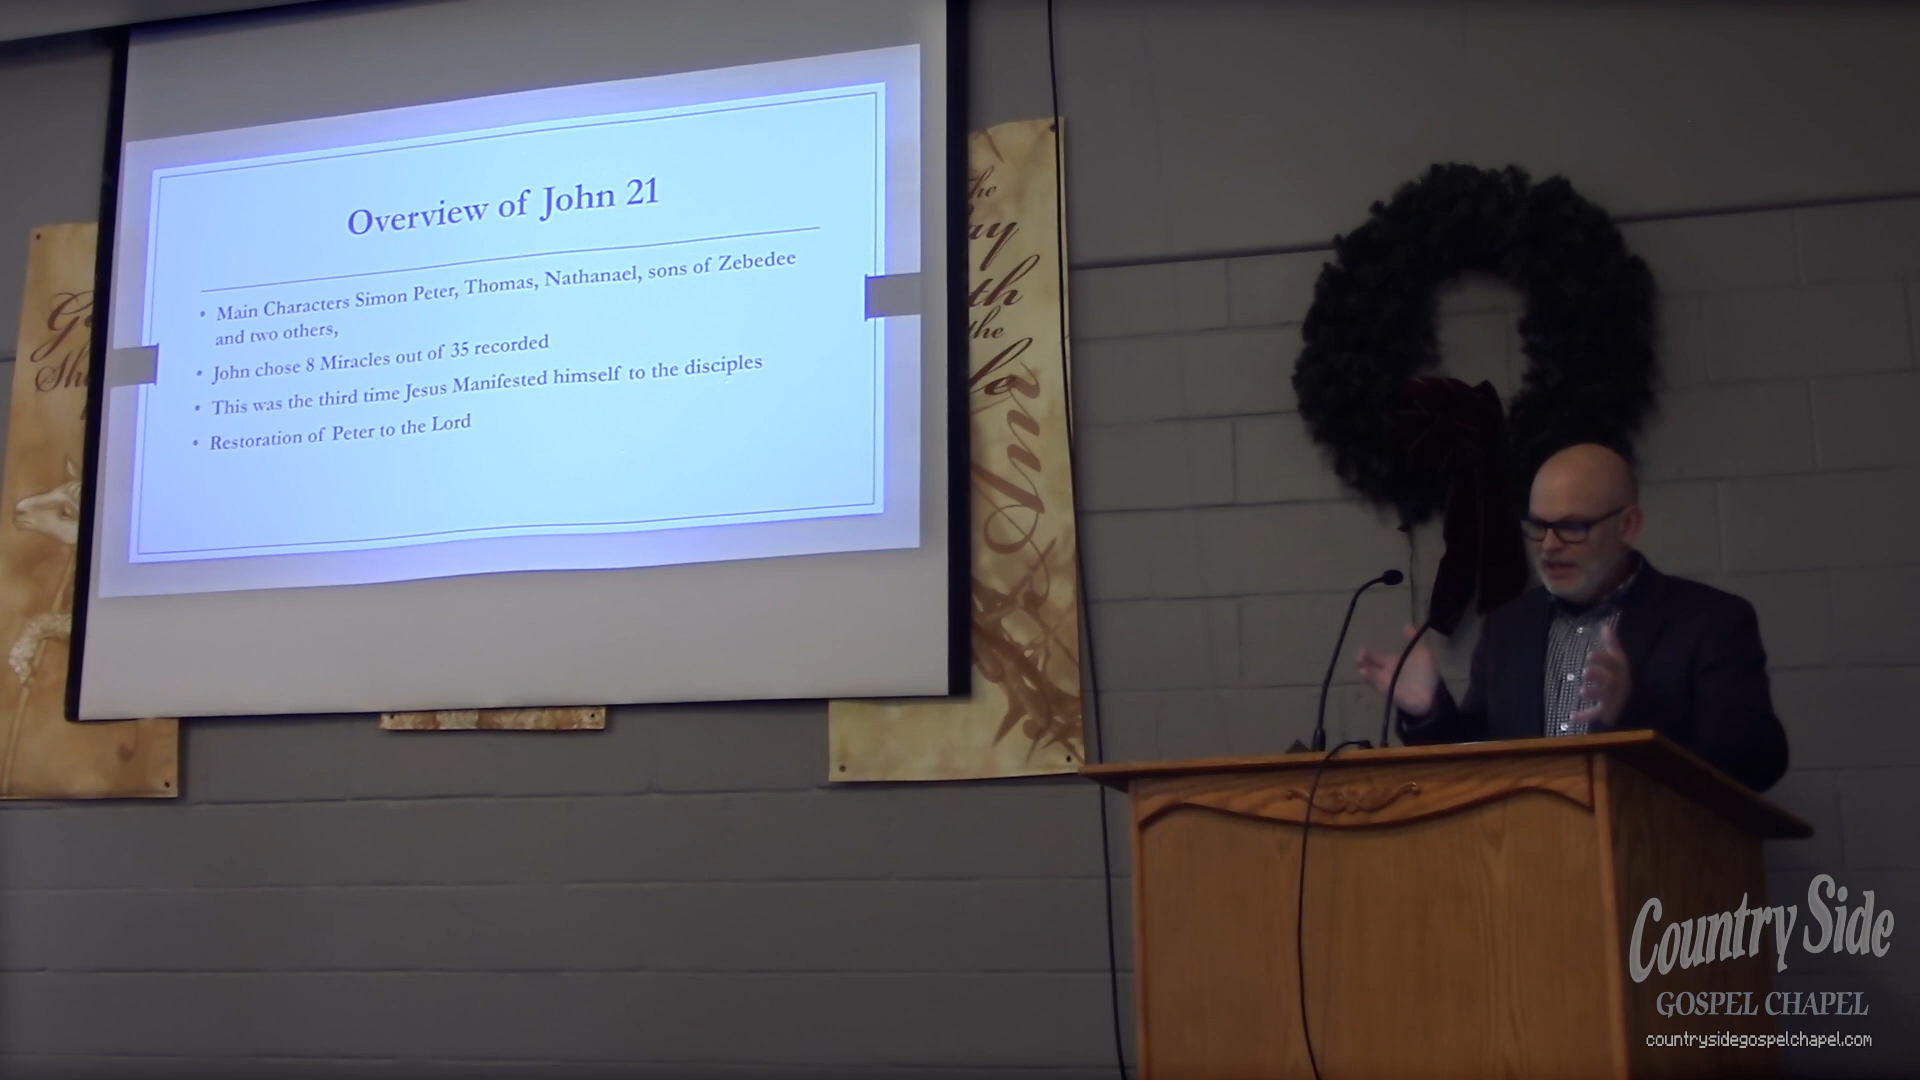 Overview of John 21
• Main Characters Simon Peter, Thomas, Nathanael, sons of Zebedee
and two others,
• John chose 8 Miracles out of 35 recorded
• This was the third time Jesus Manifested himself to the disciples
• Restoration of Peter to the Lord
the
Country Side
GOSPEL CHAPEL
countrysidegospelchapel.com